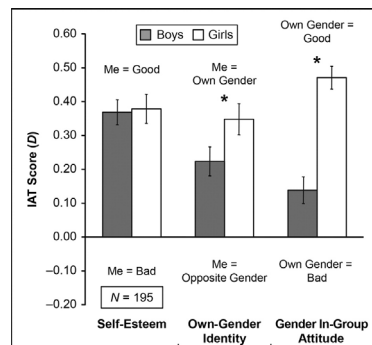 Own Gender =
Good
Boys Girls
Me = Good
Me =
Own Gender
*
*
0.60
0.50
0.40
0.30
0.20
0.10
0.00
–0.10
–0.20
IAT Score (D)
Me = Bad
Me =
Opposite Gender
Own Gender =
Bad
N = 195
Self-Esteem
Own-Gender
Identity
Gender In-Group
Attitude